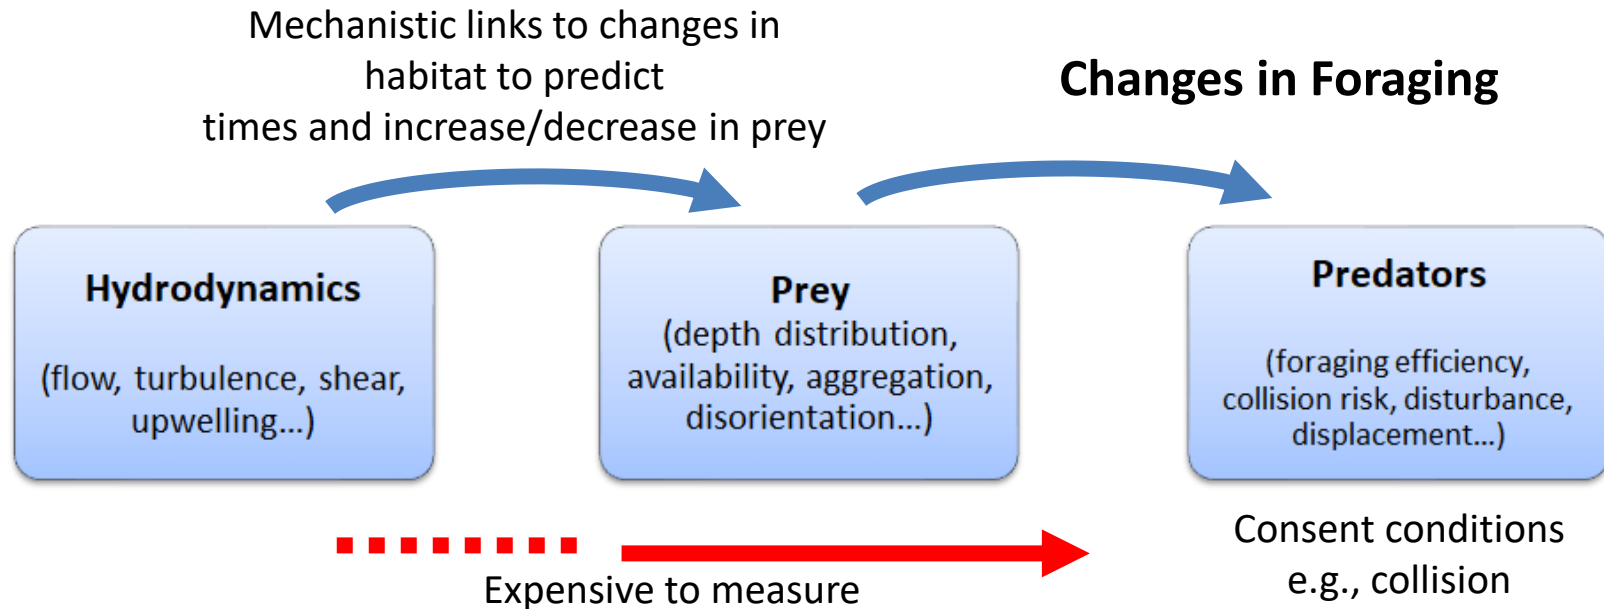 Mechanistic links to changes in
habitat to predict
times and increase/decrease in prey
Changes in Foraging
Hydrodynamics
(flow, turbulence, shear,
upwelling...)
Prey
(depth distribution,
availability, aggregation,
disorientation...)
Predators
(foraging efficiency,
collision risk, disturbance,
displacement...)
Expensive to measure
Consent conditions
e.g., collision